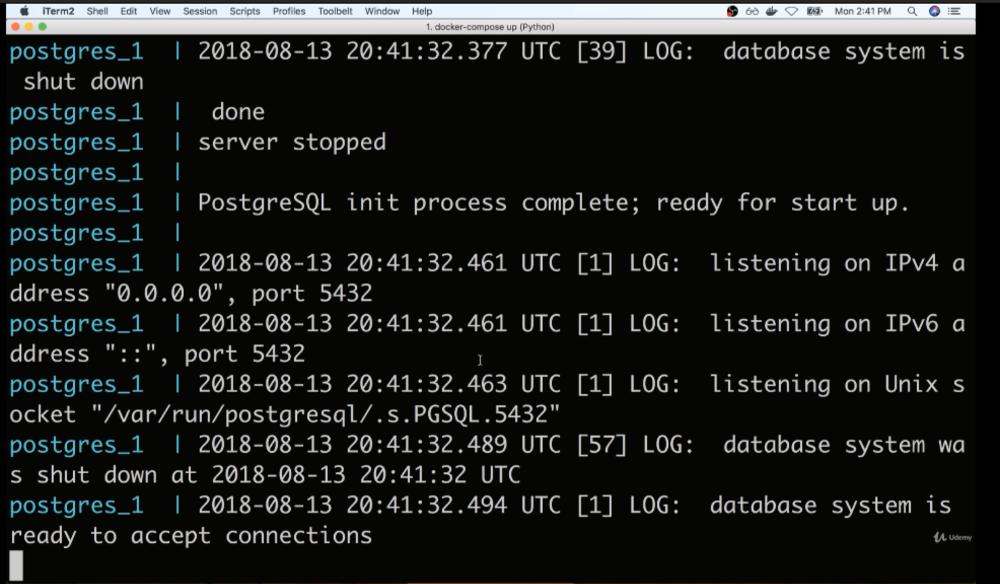 iTerm2 Shell Edit View Session Scripts Profiles Toolbelt Window Help Mon 2:41 PM
1. docker-compose up (Python)
postgres_1  | 2018-08-13 20:41:32.377 UTC [39] LOG:  database system is
 shut down
postgres_1  |  done
postgres_1  | server stopped
postgres_1  |
postgres_1  | PostgreSQL init process complete; ready for start up.
postgres_1  |
postgres_1  | 2018-08-13 20:41:32.461 UTC [1] LOG:  listening on IPv4 a
ddress "0.0.0.0", port 5432
postgres_1  | 2018-08-13 20:41:32.461 UTC [1] LOG:  listening on IPv6 a
ddress "::", port 5432
postgres_1  | 2018-08-13 20:41:32.463 UTC [1] LOG:  listening on Unix s
ocket "/var/run/postgresql/.s.PGSQL.5432"
postgres_1  | 2018-08-13 20:41:32.489 UTC [57] LOG:  database system wa
s shut down at 2018-08-13 20:41:32 UTC
postgres_1  | 2018-08-13 20:41:32.494 UTC [1] LOG:  database system is
ready to accept connections
Udemy